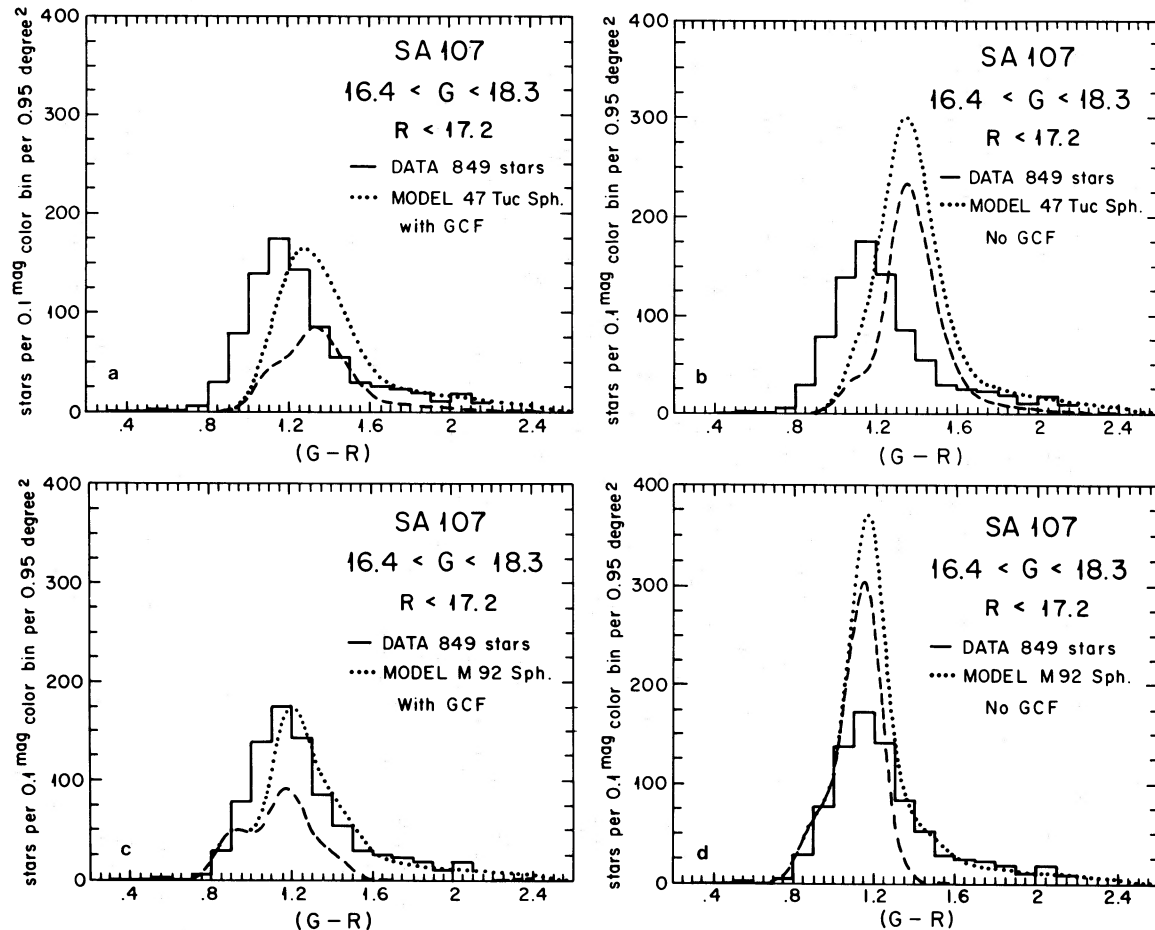 stars per 0.1 mag color bin per 0.95 degree²
400
300
200
100
0
SA 107
16.4 < G < 18.3
R < 17.2
DATA 849 stars
MODEL 47 Tuc Sph.
with GCF
a
.4 .8 1.2 1.6 2 2.4
(G – R)
stars per 0.1 mag color bin per 0.95 degree²
400
300
200
100
0
SA 107
16.4 < G < 18.3
R < 17.2
DATA 849 stars
MODEL 47 Tuc Sph.
No GCF
b
.4 .8 1.2 1.6 2 2.4
(G – R)
stars per 0.1 mag color bin per 0.95 degree²
400
300
200
100
0
SA 107
16.4 < G < 18.3
R < 17.2
DATA 849 stars
MODEL M 92 Sph.
With GCF
c
.4 .8 1.2 1.6 2 2.4
(G – R)
stars per 0.1 mag color bin per 0.95 degree²
400
300
200
100
0
SA 107
16.4 < G < 18.3
R < 17.2
DATA 849 stars
MODEL M 92 Sph.
No GCF
d
.4 .8 1.2 1.6 2 2.4
(G – R)